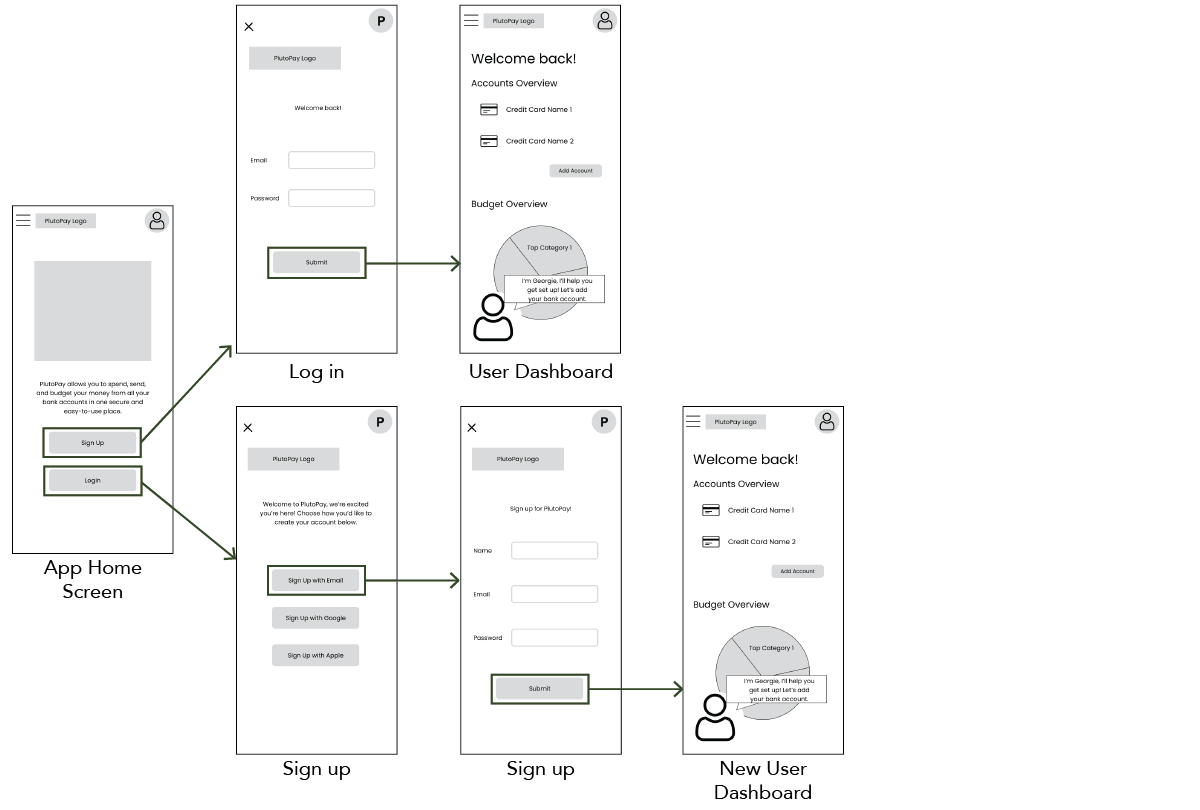 PlutoPay Logo
PlutoPay allows you to spend, send,
and budget your money from all your
bank accounts in one secure and
easy-to-use place.
Sign Up
Login
App Home
Screen
P
PlutoPay Logo
Welcome back!
Email
Password
Submit
Log in
PlutoPay Logo
Welcome back!
Accounts Overview
Credit Card Name 1
Credit Card Name 2
Add Account
Budget Overview
Top Category 1
I'm Georgie, I'll help you
get set up! Let's add
your bank account.
User Dashboard
P
PlutoPay Logo
Welcome to PlutoPay, we're excited
you're here! Choose how you'd like to
create your account below.
Sign Up with Email
Sign Up with Google
Sign Up with Apple
Sign up
P
PlutoPay Logo
Sign up for PlutoPay!
Name
Email
Password
Submit
Sign up
PlutoPay Logo
Welcome back!
Accounts Overview
Credit Card Name 1
Credit Card Name 2
Add Account
Budget Overview
Top Category 1
I'm Georgie, I'll help you
get set up! Let's add
your bank account.
New User
Dashboard